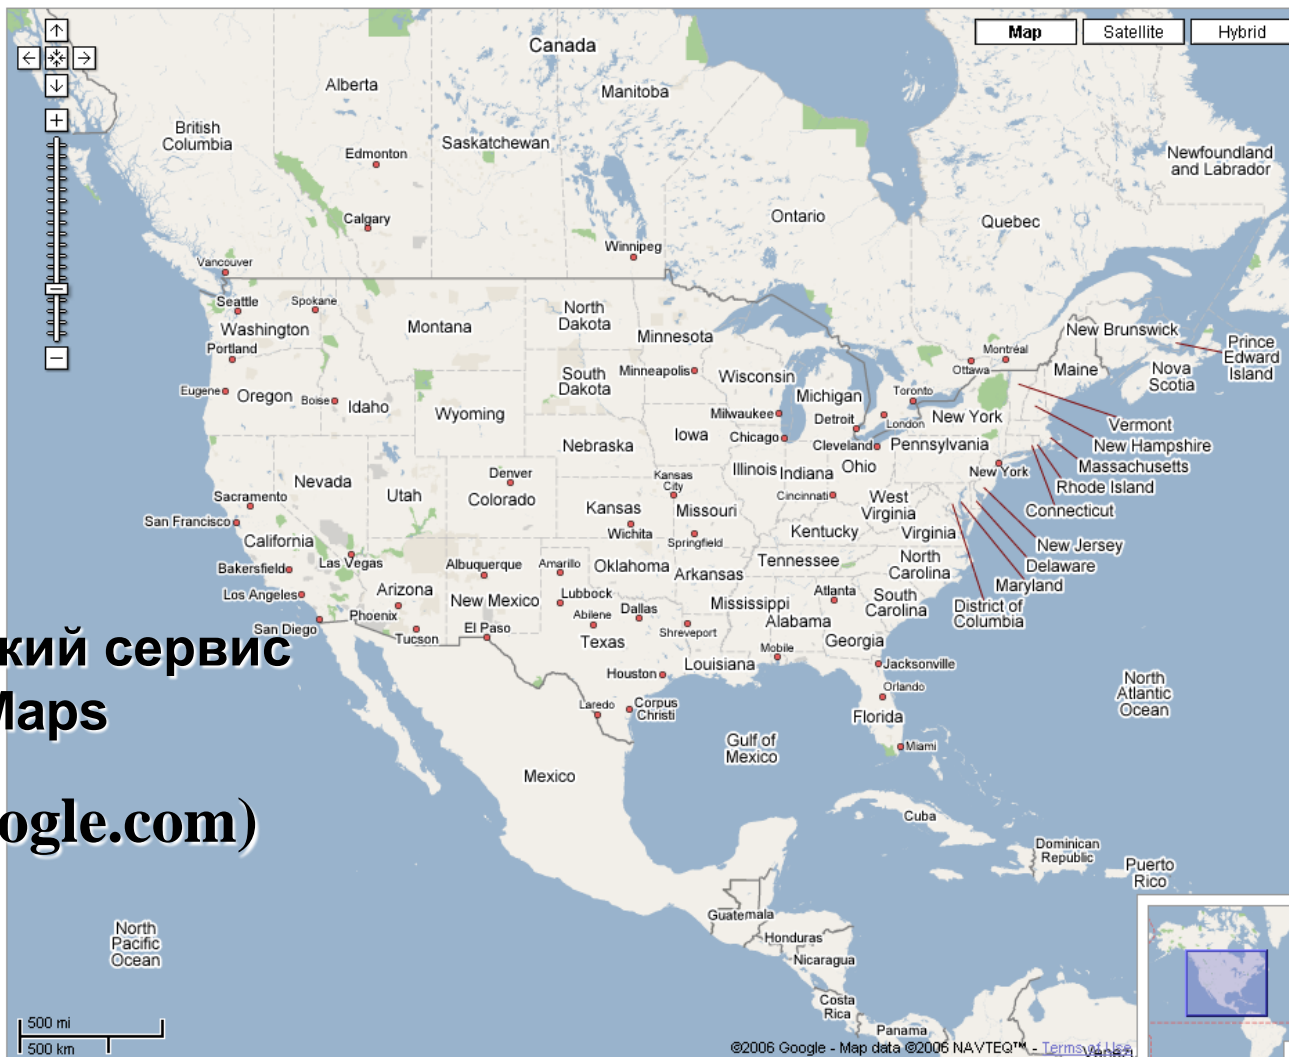 Map
Satellite
Hybrid
Canada
Alberta
Manitoba
British
Columbia
Saskatchewan
Edmonton
Newfoundland
and Labrador
Calgary
Ontario
Quebec
Winnipeg
Vancouver
Seattle
Spokane
Washington
Montana
North
Dakota
Minnesota
New Brunswick
Prince
Edward
Island
Portland
Montréal
Ottawa
Maine
Nova
Scotia
Eugene
Oregon
Boise
Idaho
Wyoming
South
Dakota
Minneapolis
Wisconsin
Michigan
Toronto
Milwaukee
Detroit
London
New York
Vermont
Nebraska
Iowa
Chicago
Cleveland
Pennsylvania
New Hampshire
Massachusetts
Rhode Island
Connecticut
Nevada
Utah
Denver
Colorado
Kansas
City
Illinois
Indiana
Ohio
New York
Sacramento
San Francisco
California
Kansas
Wichita
Missouri
Springfield
Cincinnati
West
Virginia
Kentucky
Virginia
New Jersey
Delaware
Maryland
District of
Columbia
Bakersfield
Las Vegas
Los Angeles
Arizona
Phoenix
San Diego
Tucson
Albuquerque
New Mexico
El Paso
Amarillo
Lubbock
Oklahoma
Arkansas
Tennessee
North
Carolina
Abilene
Dallas
Texas
Shreveport
Mississippi
Alabama
Atlanta
South
Carolina
Georgia
кий сервис
Maps
ogle.com)
Houston
Louisiana
Mobile
Jacksonville
Orlando
Laredo
Corpus
Christi
Florida
Miami
Gulf of
Mexico
North
Atlantic
Ocean
Mexico
Cuba
Dominican
Republic
Puerto
Rico
Guatemala
Honduras
Nicaragua
Costa
Rica
Panama
North
Pacific
Ocean
500 mi
500 km
©2006 Google - Map data ©2006 NAVTEQ™ - Terms of Use